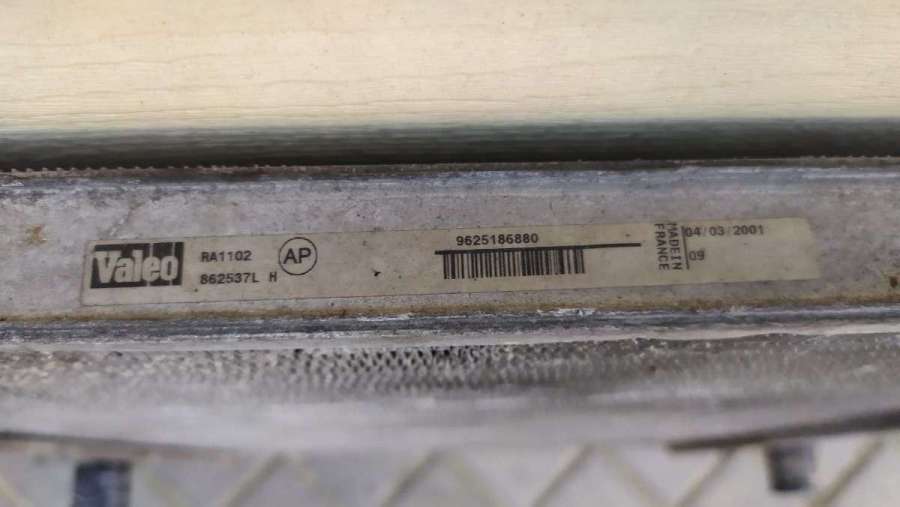 Valeo
RA1102
862537L H
AP
9625186880
MADE IN
FRANCE
04/03/2001
09